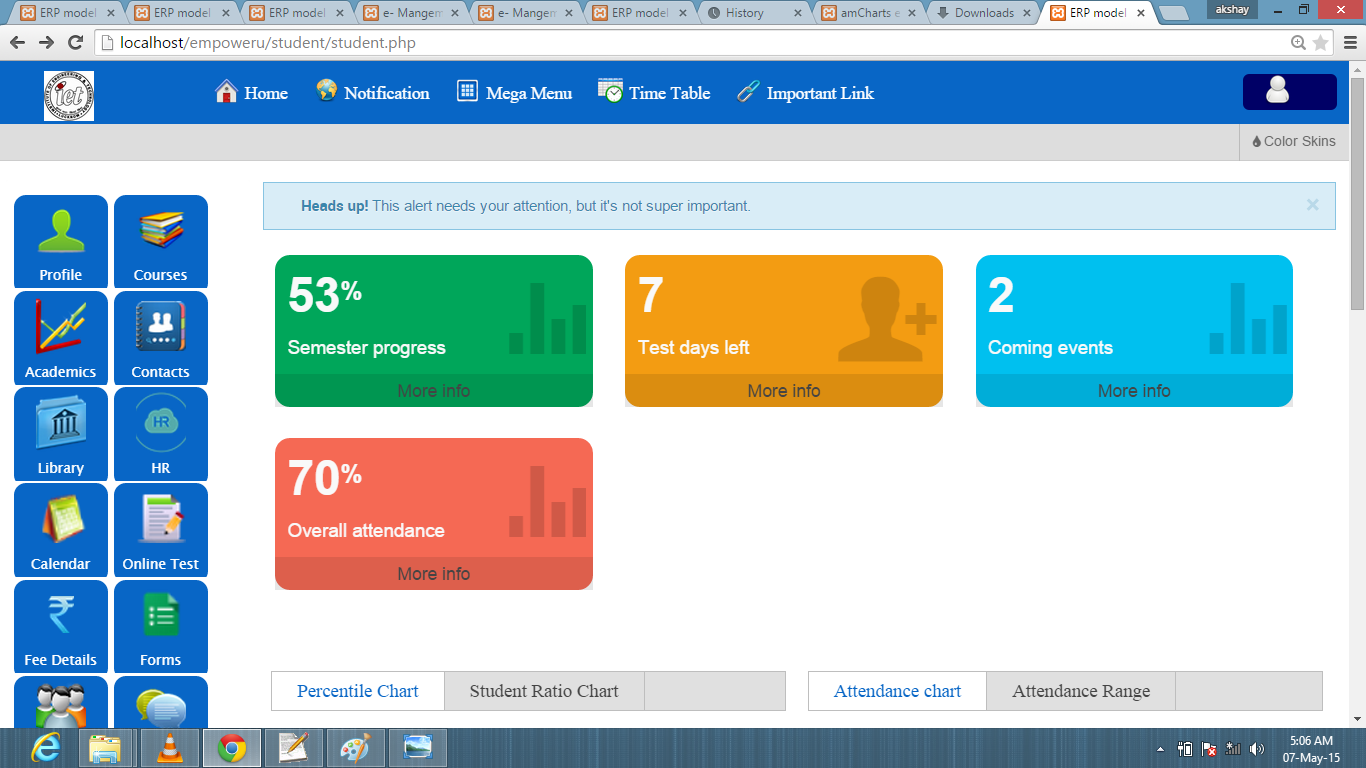 ERP model
ERP model
ERP model
e- Mangem
e- Mangem
ERP model
History
amCharts e
Downloads
ERP model
akshay
localhost/empoweru/student/student.php
iet
Home
Notification
Mega Menu
Time Table
Important Link
Color Skins
Heads up! This alert needs your attention, but it's not super important.
Profile
Courses
Academics
Contacts
Library
HR
HR
Calendar
Online Test
Fee Details
Forms
53%
Semester progress
More info
7
Test days left
More info
2
Coming events
More info
70%
Overall attendance
More info
Percentile Chart
Student Ratio Chart
Attendance chart
Attendance Range
5:06 AM
07-May-15